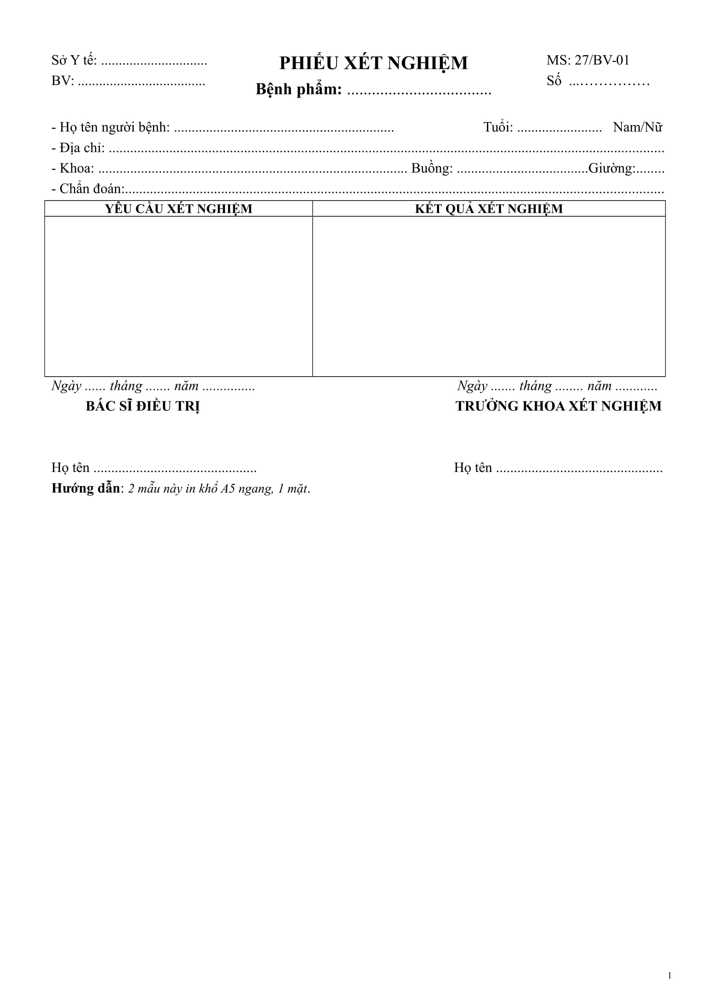 Sở Y tế: .............................. PHIẾU XÉT NGHIỆM MS: 27/BV-01
BV: .................................... Bệnh phẩm: ................................... Số ...……………
- Họ tên người bệnh: .............................................................. Tuổi: ........................ Nam/Nữ
- Địa chỉ: ............................................................................................................................................................
- Khoa: ....................................................................................... Buồng: .....................................Giường:........
- Chẩn đoán:.......................................................................................................................................................
YÊU CẦU XÉT NGHIỆM KẾT QUẢ XÉT NGHIỆM
Ngày ...... tháng ....... năm ............... Ngày ....... tháng ........ năm ............
BÁC SĨ ĐIỀU TRỊ TRƯỞNG KHOA XÉT NGHIỆM
Họ tên .............................................. Họ tên ...............................................
Hướng dẫn: 2 mẫu này in khổ A5 ngang, 1 mặt.
1